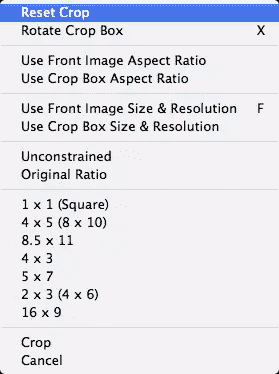 Reset Crop
Rotate Crop Box X
Use Front Image Aspect Ratio
Use Crop Box Aspect Ratio
Use Front Image Size & Resolution F
Use Crop Box Size & Resolution
Unconstrained
Original Ratio
1 x 1 (Square)
4 x 5 (8 x 10)
8.5 x 11
4 x 3
5 x 7
2 x 3 (4 x 6)
16 x 9
Crop
Cancel